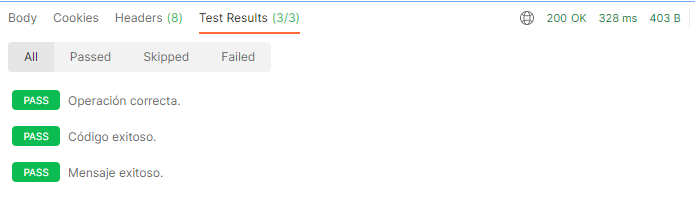 Body Cookies Headers (8) Test Results (3/3) 200 OK 328 ms 403 B
All Passed Skipped Failed
PASS Operación correcta.
PASS Código exitoso.
PASS Mensaje exitoso.